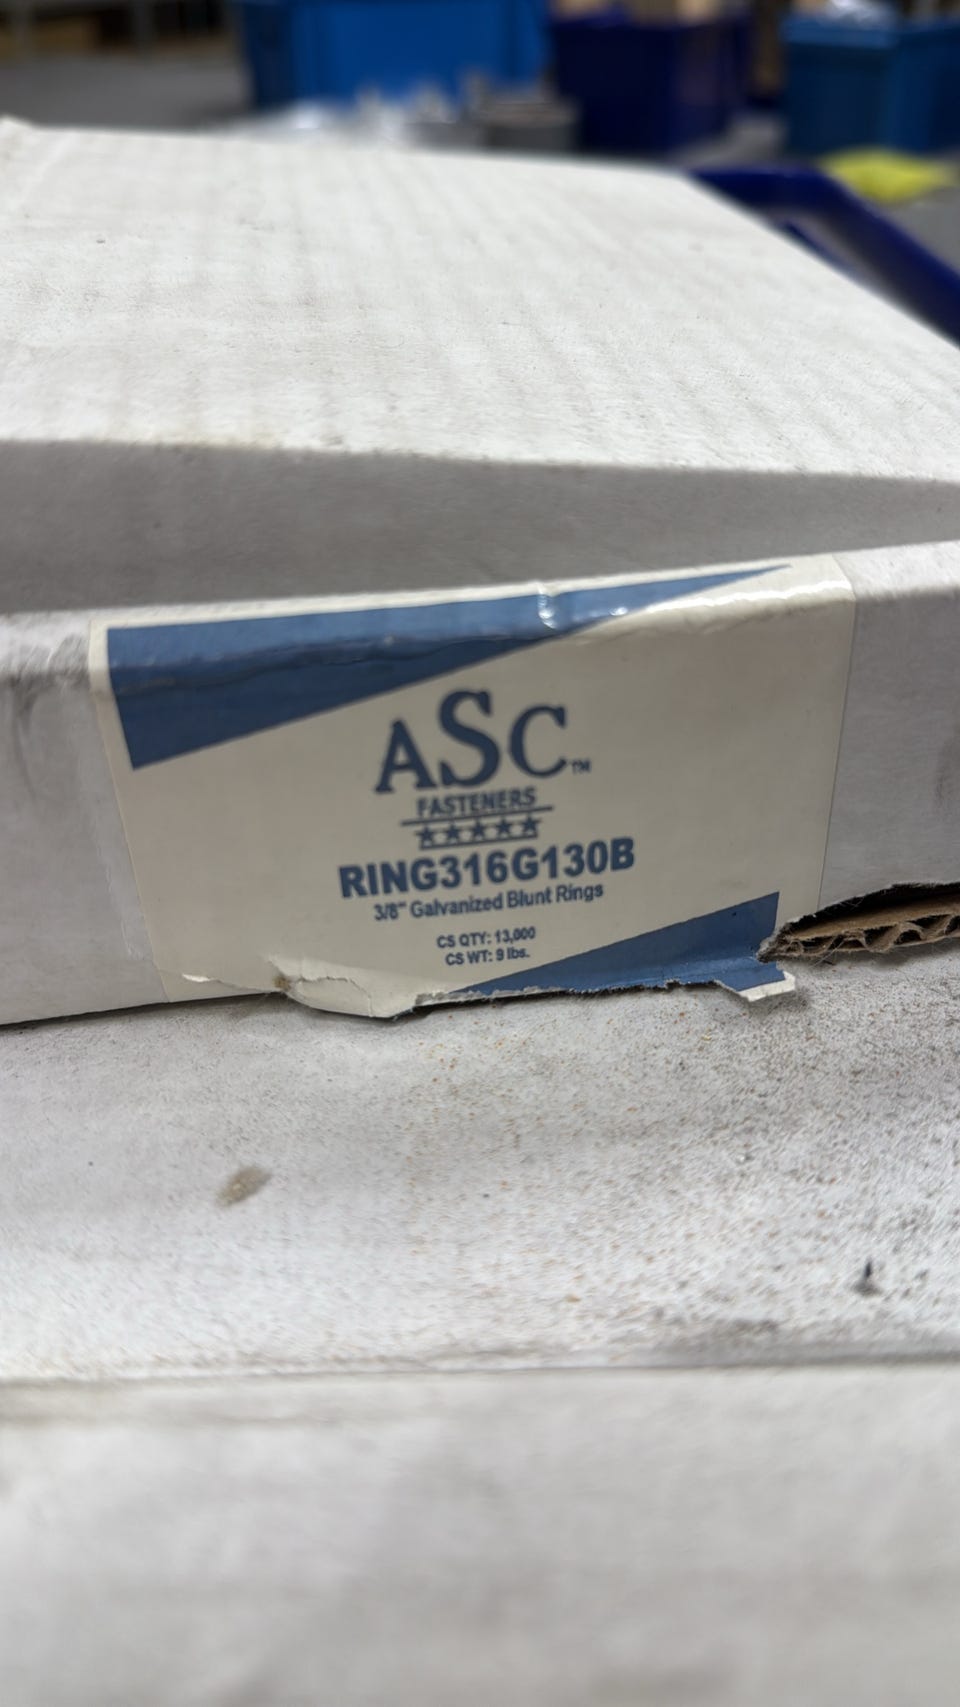 ASC™
FASTENERS
★★★★★
RING316G130B
3/8" Galvanized Blunt Rings
CS QTY: 13,000
CS WT: 9 lbs.